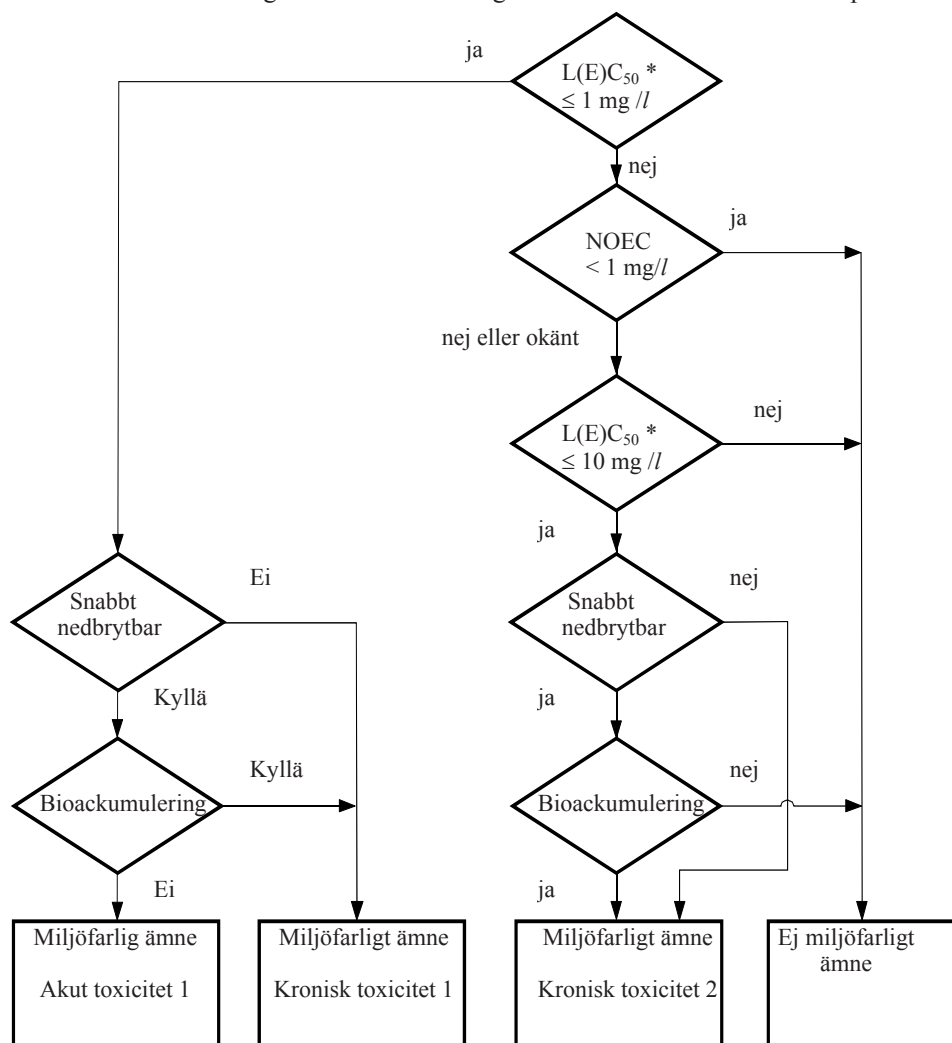 ja
L(E)C₅₀ *
≤ 1 mg /l
nej
NOEC
< 1 mg/l
ja
nej eller okänt
L(E)C₅₀ *
≤ 10 mg /l
nej
ja
Snabbt
nedbrytbar
Ei
Kyllä
Snabbt
nedbrytbar
nej
ja
Bioackumulering
Kyllä
Ei
Bioackumulering
nej
ja
Miljöfarlig ämne
Akut toxicitet 1
Miljöfarligt ämne
Kronisk toxicitet 1
Miljöfarligt ämne
Kronisk toxicitet 2
Ej miljöfarligt
ämne